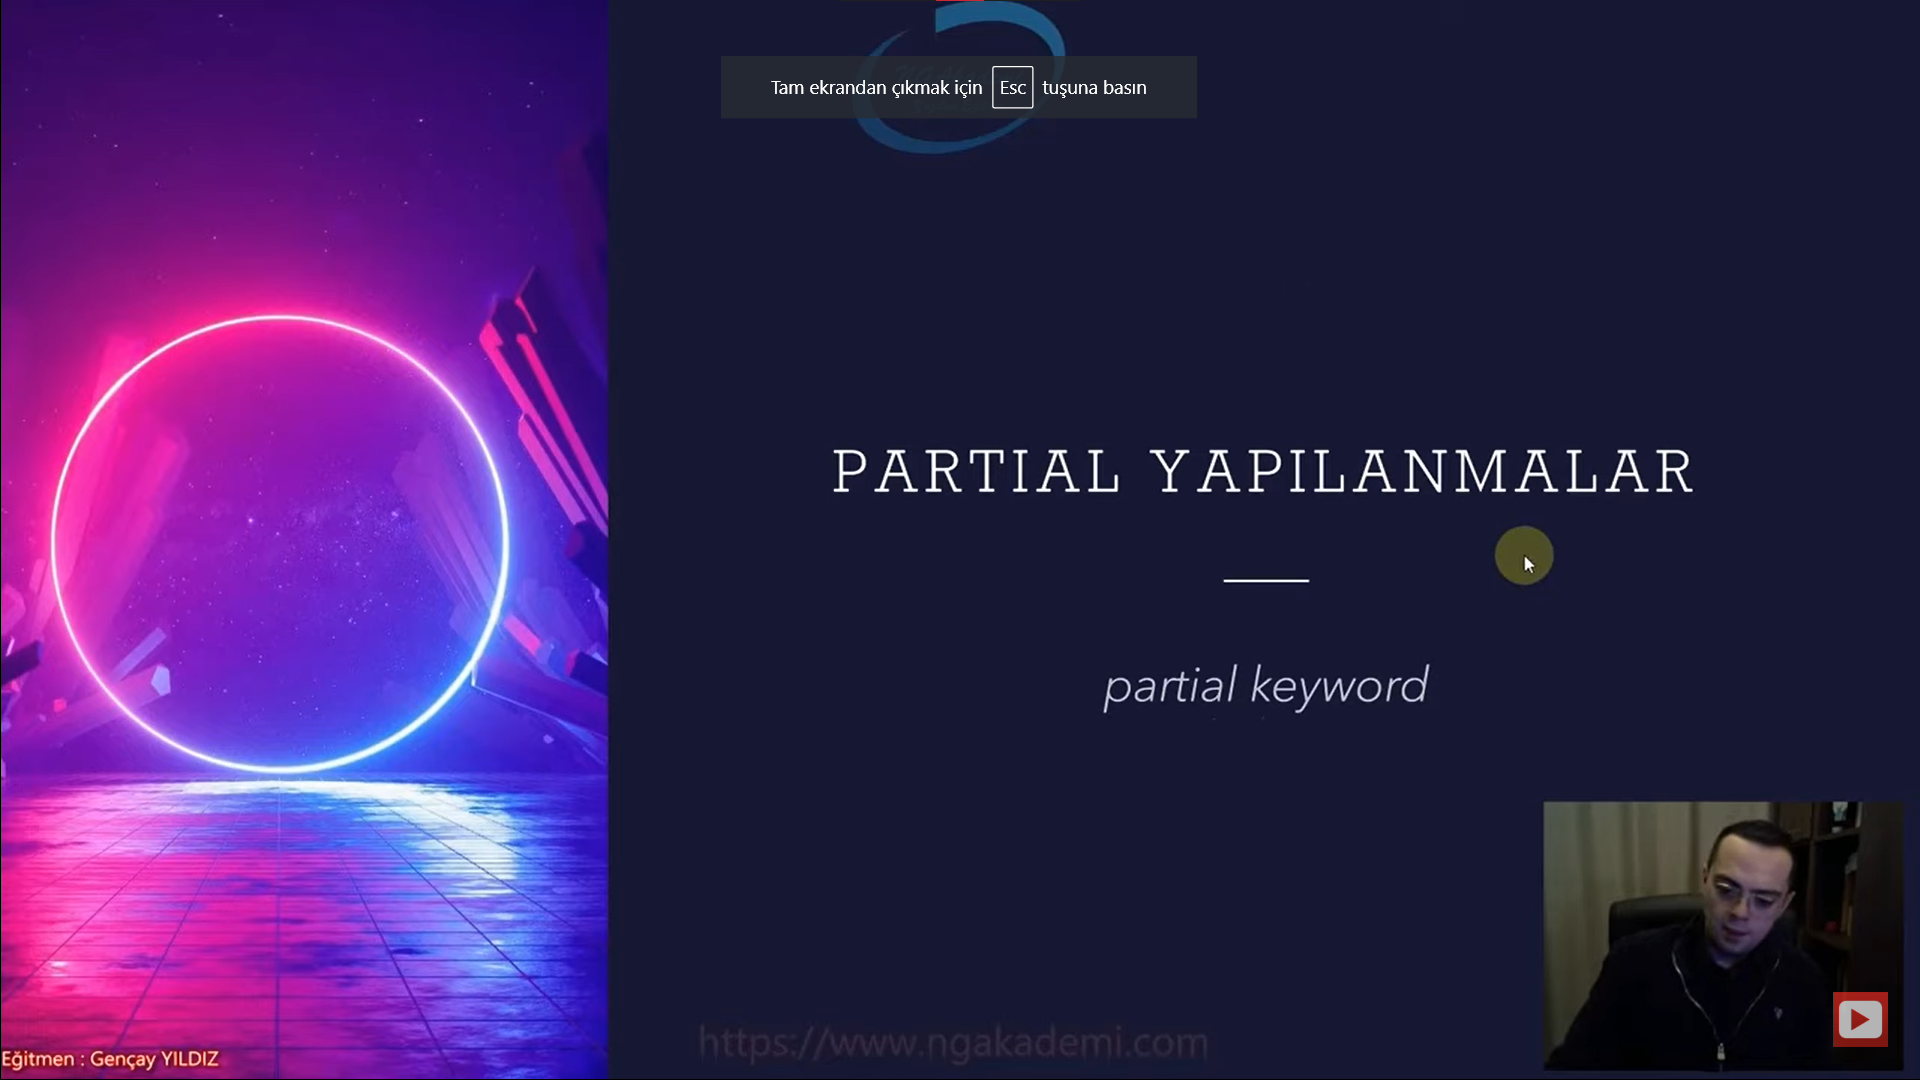 Tam ekrandan çıkmak için Esc tuşuna basın
PARTIAL YAPILANMALAR
partial keyword
https://www.ngakademi.com
Eğitmen : Gençay YILDIZ